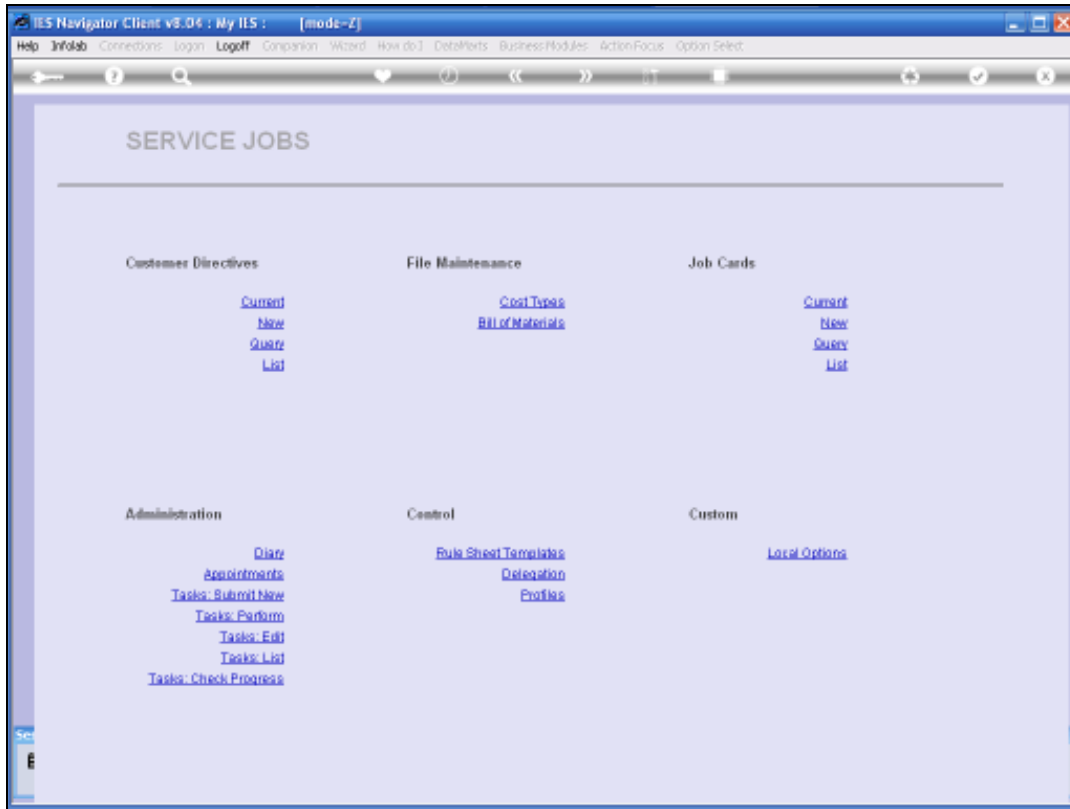 IES Navigator Client v8.04 : My IES : [mode=Z]
Help Infolab Connections Logon Logoff Companion Wizard How do I DataMarts Business Modules Action Focus Option Select
SERVICE JOBS
Customer Directives
Current
New
Query
List
File Maintenance
Cost Types
Bill of Materials
Job Cards
Current
New
Query
List
Administration
Diary
Appointments
Tasks: Submit New
Tasks: Perform
Tasks: Edit
Tasks: List
Tasks: Check Progress
Control
Rule Sheet Templates
Delegation
Profiles
Custom
Local Options